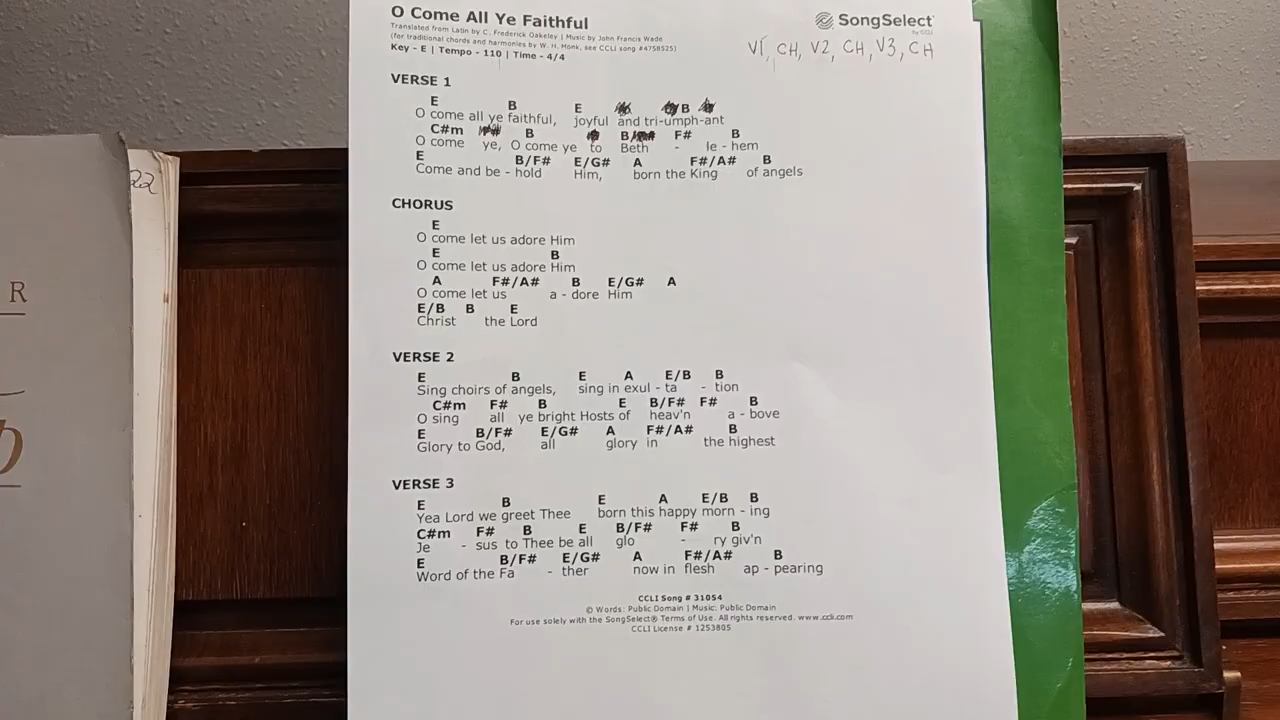 O Come All Ye Faithful
SongSelect
by CCLI
Translated from Latin by C. Frederick Oakeley | Music by John Francis Wade
(for traditional chords and harmonies by W. H. Monk, see CCLI song #4758525)
Key - E | Tempo - 110 | Time - 4/4
V1, CH, V2, CH, V3, CH
VERSE 1
E B E B
O come all ye faithful, joyful and tri-umph-ant
C#m B B/ F# B
O come ye, O come ye to Beth - le - hem
E B/F# E/G# A F#/A# B
Come and be - hold Him, born the King of angels
CHORUS
E
O come let us adore Him
E B
O come let us adore Him
A F#/A# B E/G# A
O come let us a - dore Him
E/B B E
Christ the Lord
VERSE 2
E B E A E/B B
Sing choirs of angels, sing in exul - ta - tion
C#m F# B E B/F# F# B
O sing all ye bright Hosts of heav'n a - bove
E B/F# E/G# A F#/A# B
Glory to God, all glory in the highest
VERSE 3
E B E A E/B B
Yea Lord we greet Thee born this happy morn - ing
C#m F# B E B/F# F# B
Je - sus to Thee be all glo - ry giv'n
E B/F# E/G# A F#/A# B
Word of the Fa - ther now in flesh ap - pearing
CCLI Song # 31054
© Words: Public Domain | Music: Public Domain
For use solely with the SongSelect® Terms of Use. All rights reserved. www.ccli.com
CCLI License # 1253805
22
R